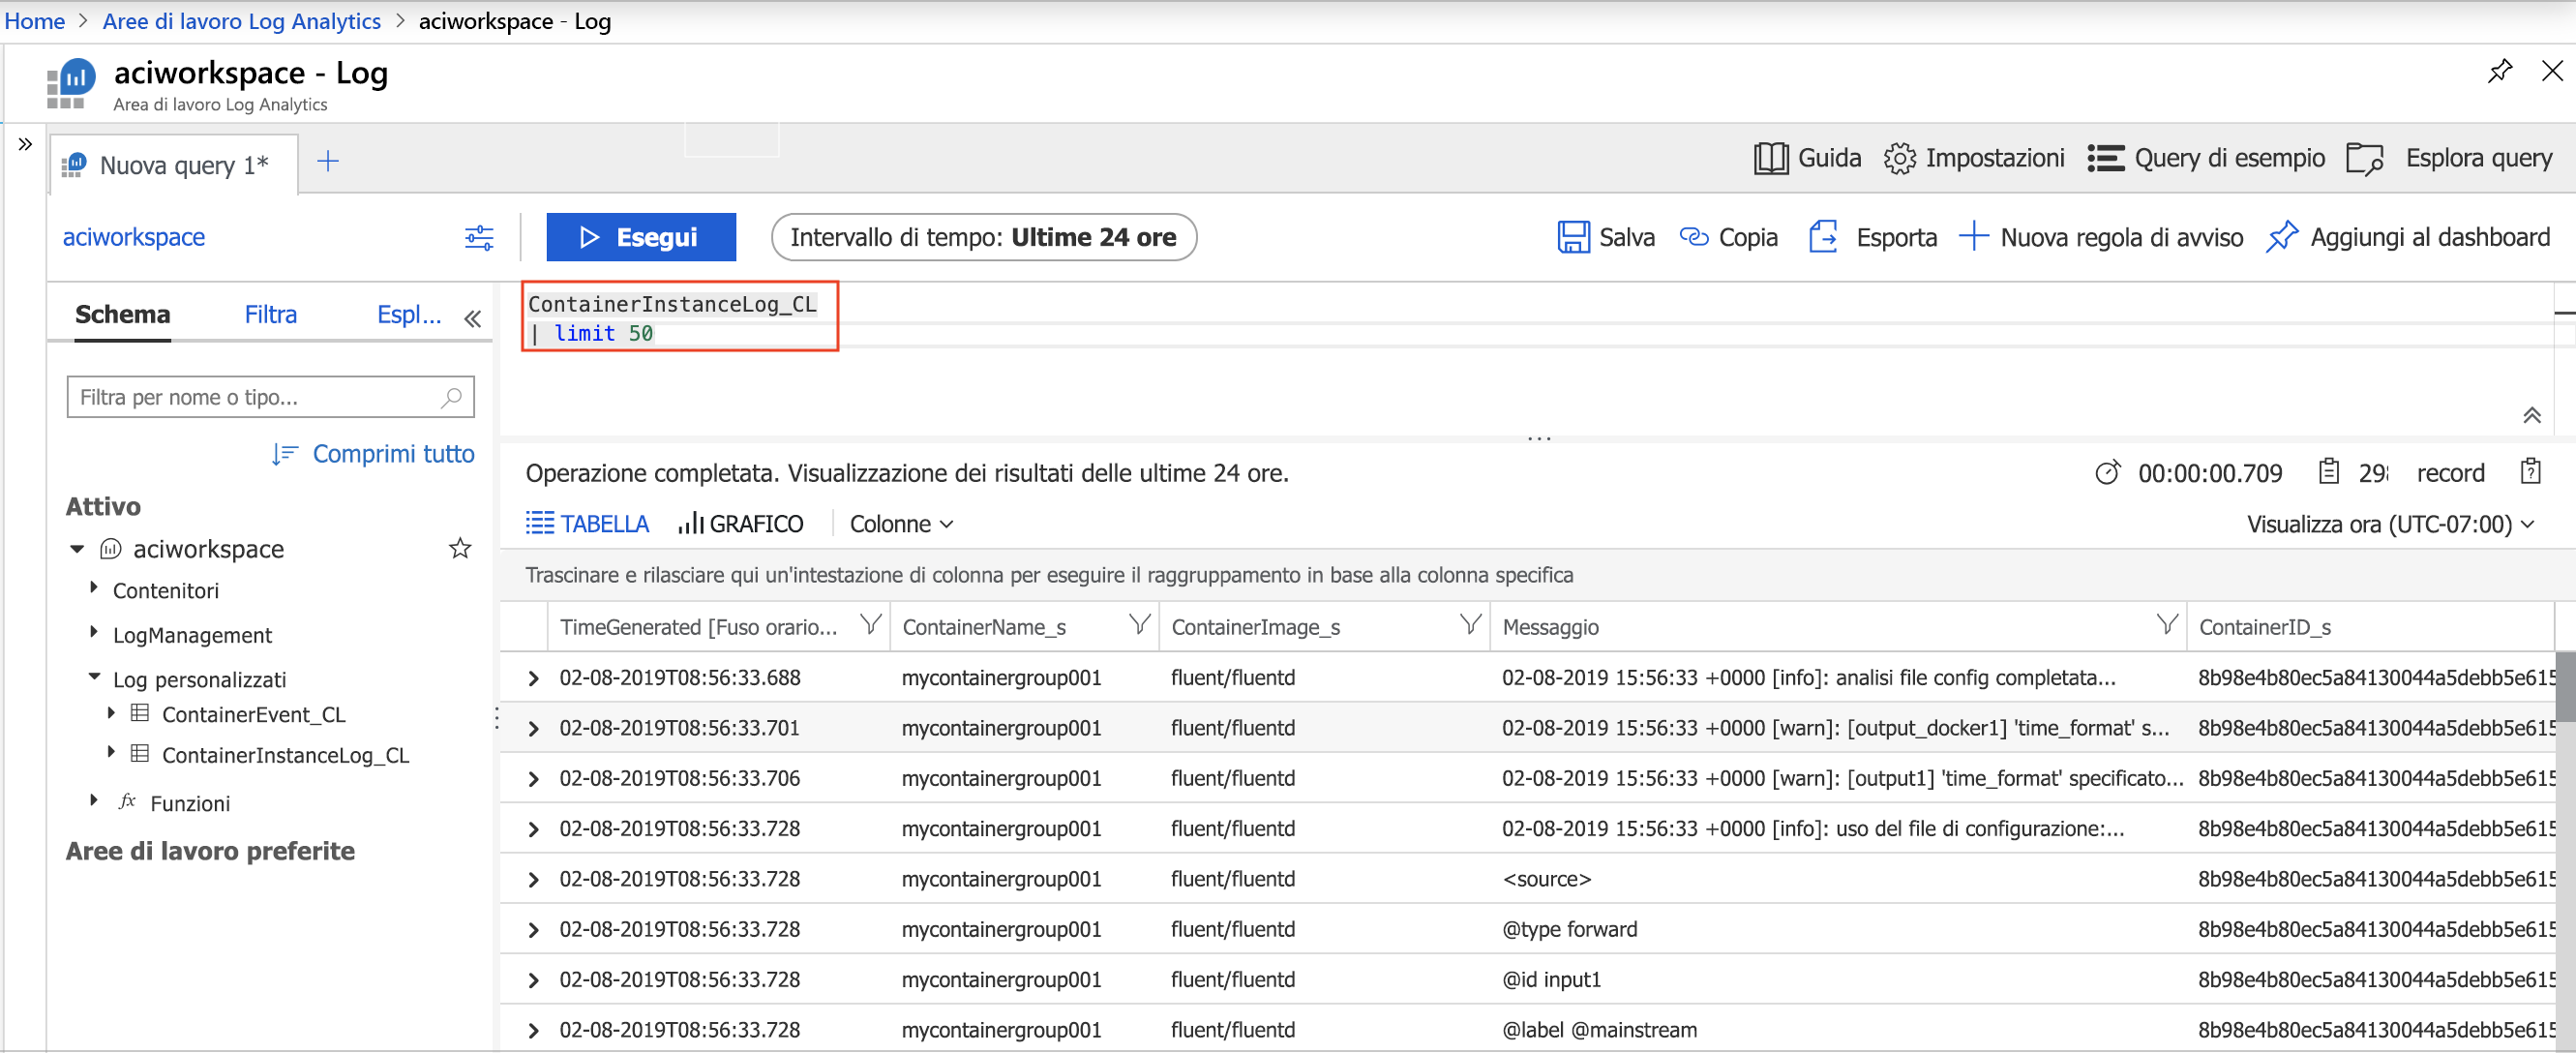 Home > Aree di lavoro Log Analytics > aciworkspace - Log
aciworkspace - Log
Area di lavoro Log Analytics
Nuova query 1*
Guida Impostazioni Query di esempio Esplora query
aciworkspace Esegui Intervallo di tempo: Ultime 24 ore Salva Copia Esporta Nuova regola di avviso Aggiungi al dashboard
Schema Filtra Espl...
ContainerInstanceLog_CL
| limit 50
Filtra per nome o tipo...
Comprimi tutto
Attivo
aciworkspace
Contenitori
LogManagement
Log personalizzati
ContainerEvent_CL
ContainerInstanceLog_CL
fx Funzioni
Aree di lavoro preferite
Operazione completata. Visualizzazione dei risultati delle ultime 24 ore. 00:00:00.709 record
TABELLA GRAFICO Colonne Visualizza ora (UTC-07:00)
Trascinare e rilasciare qui un'intestazione di colonna per eseguire il raggruppamento in base alla colonna specifica
TimeGenerated [Fuso orario... ContainerName_s ContainerImage_s Messaggio ContainerID_s
02-08-2019T08:56:33.688 mycontainergroup001 fluent/fluentd 02-08-2019 15:56:33 +0000 [info]: analisi file config completata... 8b98e4b80ec5a84130044a5debb5e615
02-08-2019T08:56:33.701 mycontainergroup001 fluent/fluentd 02-08-2019 15:56:33 +0000 [warn]: [output_docker1] 'time_format' s... 8b98e4b80ec5a84130044a5debb5e615
02-08-2019T08:56:33.706 mycontainergroup001 fluent/fluentd 02-08-2019 15:56:33 +0000 [warn]: [output1] 'time_format' specificato... 8b98e4b80ec5a84130044a5debb5e615
02-08-2019T08:56:33.728 mycontainergroup001 fluent/fluentd 02-08-2019 15:56:33 +0000 [info]: uso del file di configurazione:... 8b98e4b80ec5a84130044a5debb5e615
02-08-2019T08:56:33.728 mycontainergroup001 fluent/fluentd <source> 8b98e4b80ec5a84130044a5debb5e615
02-08-2019T08:56:33.728 mycontainergroup001 fluent/fluentd @type forward 8b98e4b80ec5a84130044a5debb5e615
02-08-2019T08:56:33.728 mycontainergroup001 fluent/fluentd @id input1 8b98e4b80ec5a84130044a5debb5e615
02-08-2019T08:56:33.728 mycontainergroup001 fluent/fluentd @label @mainstream 8b98e4b80ec5a84130044a5debb5e615